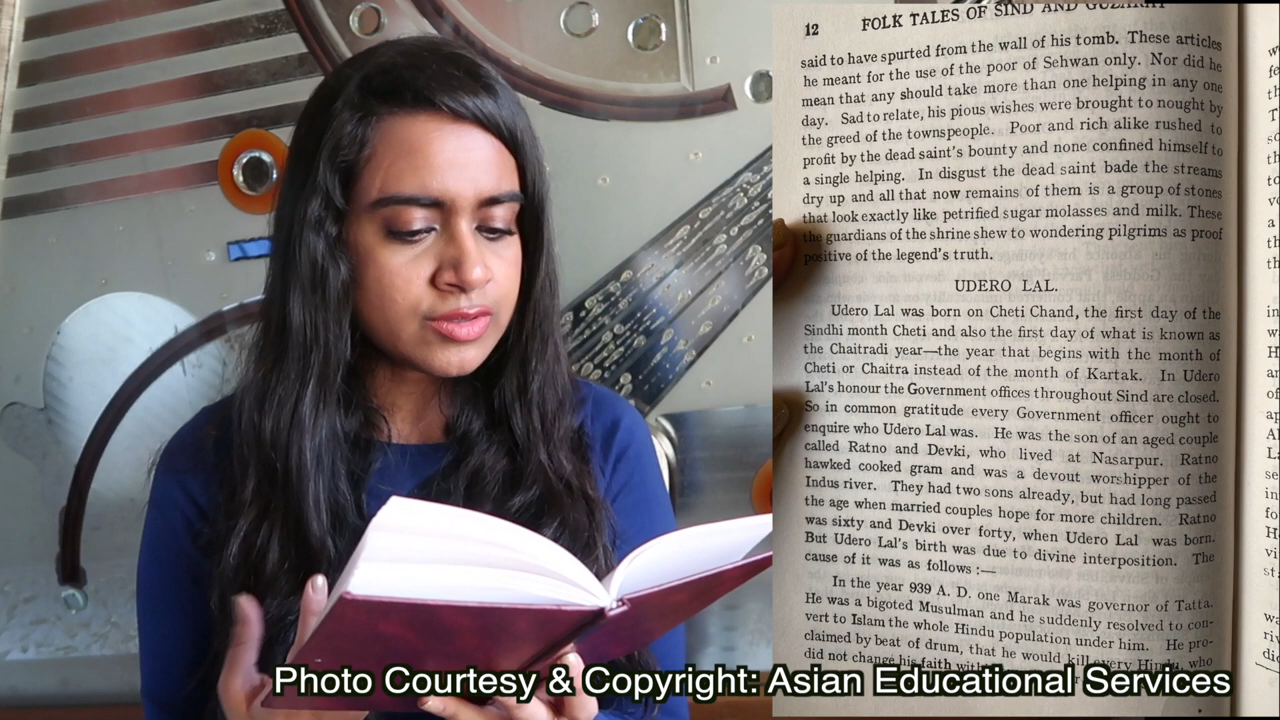 12 FOLK TALES OF SIND AND GUZARAT
said to have spurted from the wall of his tomb. These articles
he meant for the use of the poor of Sehwan only. Nor did he
mean that any should take more than one helping in any one
day. Sad to relate, his pious wishes were brought to nought by
the greed of the townspeople. Poor and rich alike rushed to
profit by the dead saint's bounty and none confined himself to
a single helping. In disgust the dead saint bade the streams
dry up and all that now remains of them is a group of stones
that look exactly like petrified sugar molasses and milk. These
the guardians of the shrine shew to wondering pilgrims as proof
positive of the legend's truth.
UDERO LAL.
Udero Lal was born on Cheti Chand, the first day of the
Sindhi month Cheti and also the first day of what is known as
the Chaitradi year—the year that begins with the month of
Cheti or Chaitra instead of the month of Kartak. In Udero
Lal's honour the Government offices throughout Sind are closed.
So in common gratitude every Government officer ought to
enquire who Udero Lal was. He was the son of an aged couple
called Ratno and Devki, who lived at Nasarpur. Ratno
hawked cooked gram and was a devout worshipper of the
Indus river. They had two sons already, but had long passed
the age when married couples hope for more children. Ratno
was sixty and Devki over forty, when Udero Lal was born.
But Udero Lal's birth was due to divine interposition. The
cause of it was as follows :—
In the year 939 A. D. one Marak was governor of Tatta.
He was a bigoted Musulman and he suddenly resolved to con-
vert to Islam the whole Hindu population under him. He pro-
claimed by beat of drum, that he would kill every Hindu, who
did not change his faith
Photo Courtesy & Copyright: Asian Educational Services